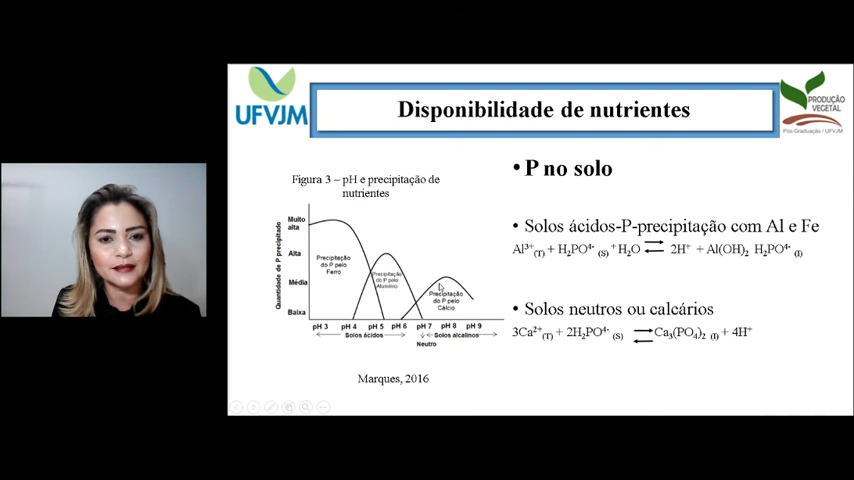 UFVJM
Disponibilidade de nutrientes
PRODUÇÃO
VEGETAL
Pós-Graduação / UFVJM
• P no solo
Figura 3 – pH e precipitação de
nutrientes
Quantidade de P precipitado
Muito
alta
Alta
Média
Baixa
Precipitação
do P pelo
Ferro
Precipitação
do P pelo
Alumínio
Precipitação
do P pelo
Cálcio
pH 3 pH 4 pH 5 pH 6 pH 7 pH 8 pH 9
Solos ácidos Solos alcalinos
Neutro
Marques, 2016
• Solos ácidos-P-precipitação com Al e Fe
Al³⁺(T) + H₂PO⁴⁻ (S) + H₂O ⇄ 2H⁺ + Al(OH)₂ H₂PO⁴⁻ (I)
• Solos neutros ou calcários
3Ca²⁺(T) + 2H₂PO⁴⁻ (S) ⇄ Ca₃(PO₄)₂ (I) + 4H⁺